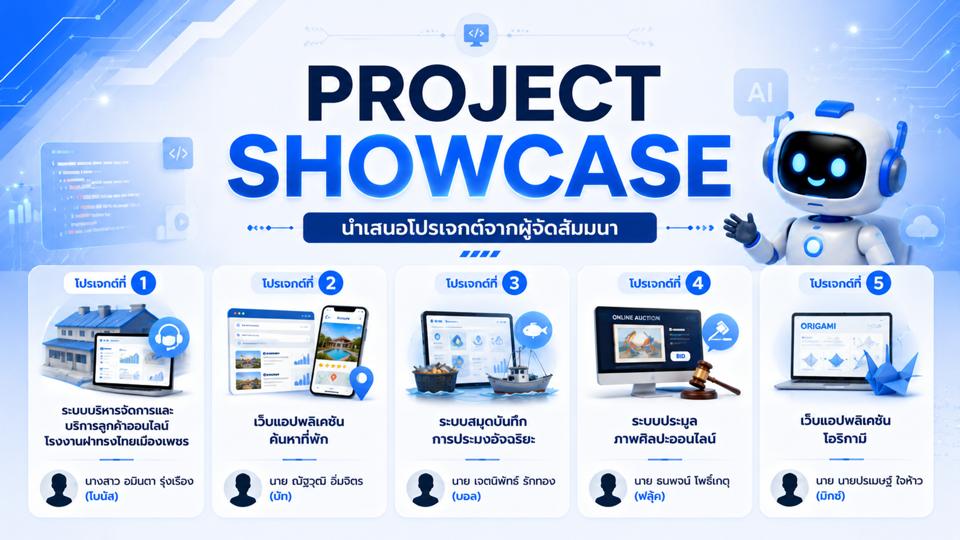 </>
PROJECT
SHOWCASE
AI
</>
นำเสนอโปรเจกต์จากผู้จัดสัมมนา
โปรเจกต์ที่ 1
ระบบบริหารจัดการและ
บริการลูกค้าออนไลน์
โรงงานฝาทรงไทยเมืองเพชร
นางสาว อมินตา รุ่งเรือง
(โบนัส)
โปรเจกต์ที่ 2
เว็บแอปพลิเคชัน
ค้นหาที่พัก
นาย ณัฐวุฒิ อิ่มจิตร
(นัท)
โปรเจกต์ที่ 3
ระบบสมุดบันทึก
การประมงอัจฉริยะ
นาย เจตนิพัทธ์ รักทอง
(บอล)
โปรเจกต์ที่ 4
ONLINE AUCTION
BID
ระบบประมูล
ภาพศิลปะออนไลน์
นาย ธนพจน์ โพธิ์เกตุ
(ฟลุ้ค)
โปรเจกต์ที่ 5
ORIGAMI
เว็บแอปพลิเคชัน
โอริกามี
นาย นายปรเมษฐ์ ใจห้าว
(มิกซ์)